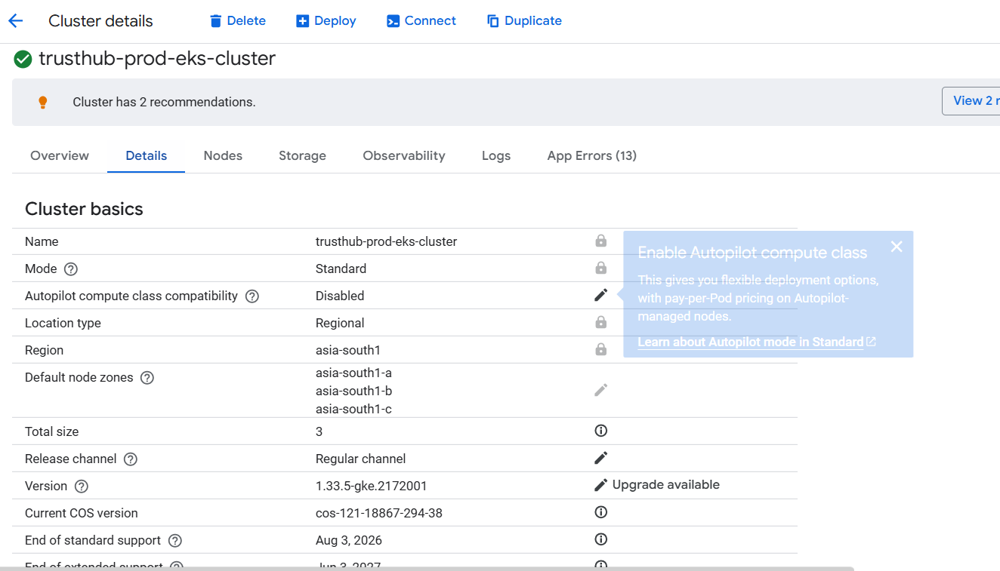 Cluster details Delete Deploy Connect Duplicate
trusthub-prod-eks-cluster
Cluster has 2 recommendations. View 2 r
Overview Details Nodes Storage Observability Logs App Errors (13)
Cluster basics
Name trusthub-prod-eks-cluster
Mode Standard
Autopilot compute class compatibility Disabled
Enable Autopilot compute class
This gives you flexible deployment options,
with pay-per-Pod pricing on Autopilot-
managed nodes.
Learn about Autopilot mode in Standard
Location type Regional
Region asia-south1
Default node zones asia-south1-a
asia-south1-b
asia-south1-c
Total size 3
Release channel Regular channel
Version 1.33.5-gke.2172001 Upgrade available
Current COS version cos-121-18867-294-38
End of standard support Aug 3, 2026
End of extended support Jun 3, 2027